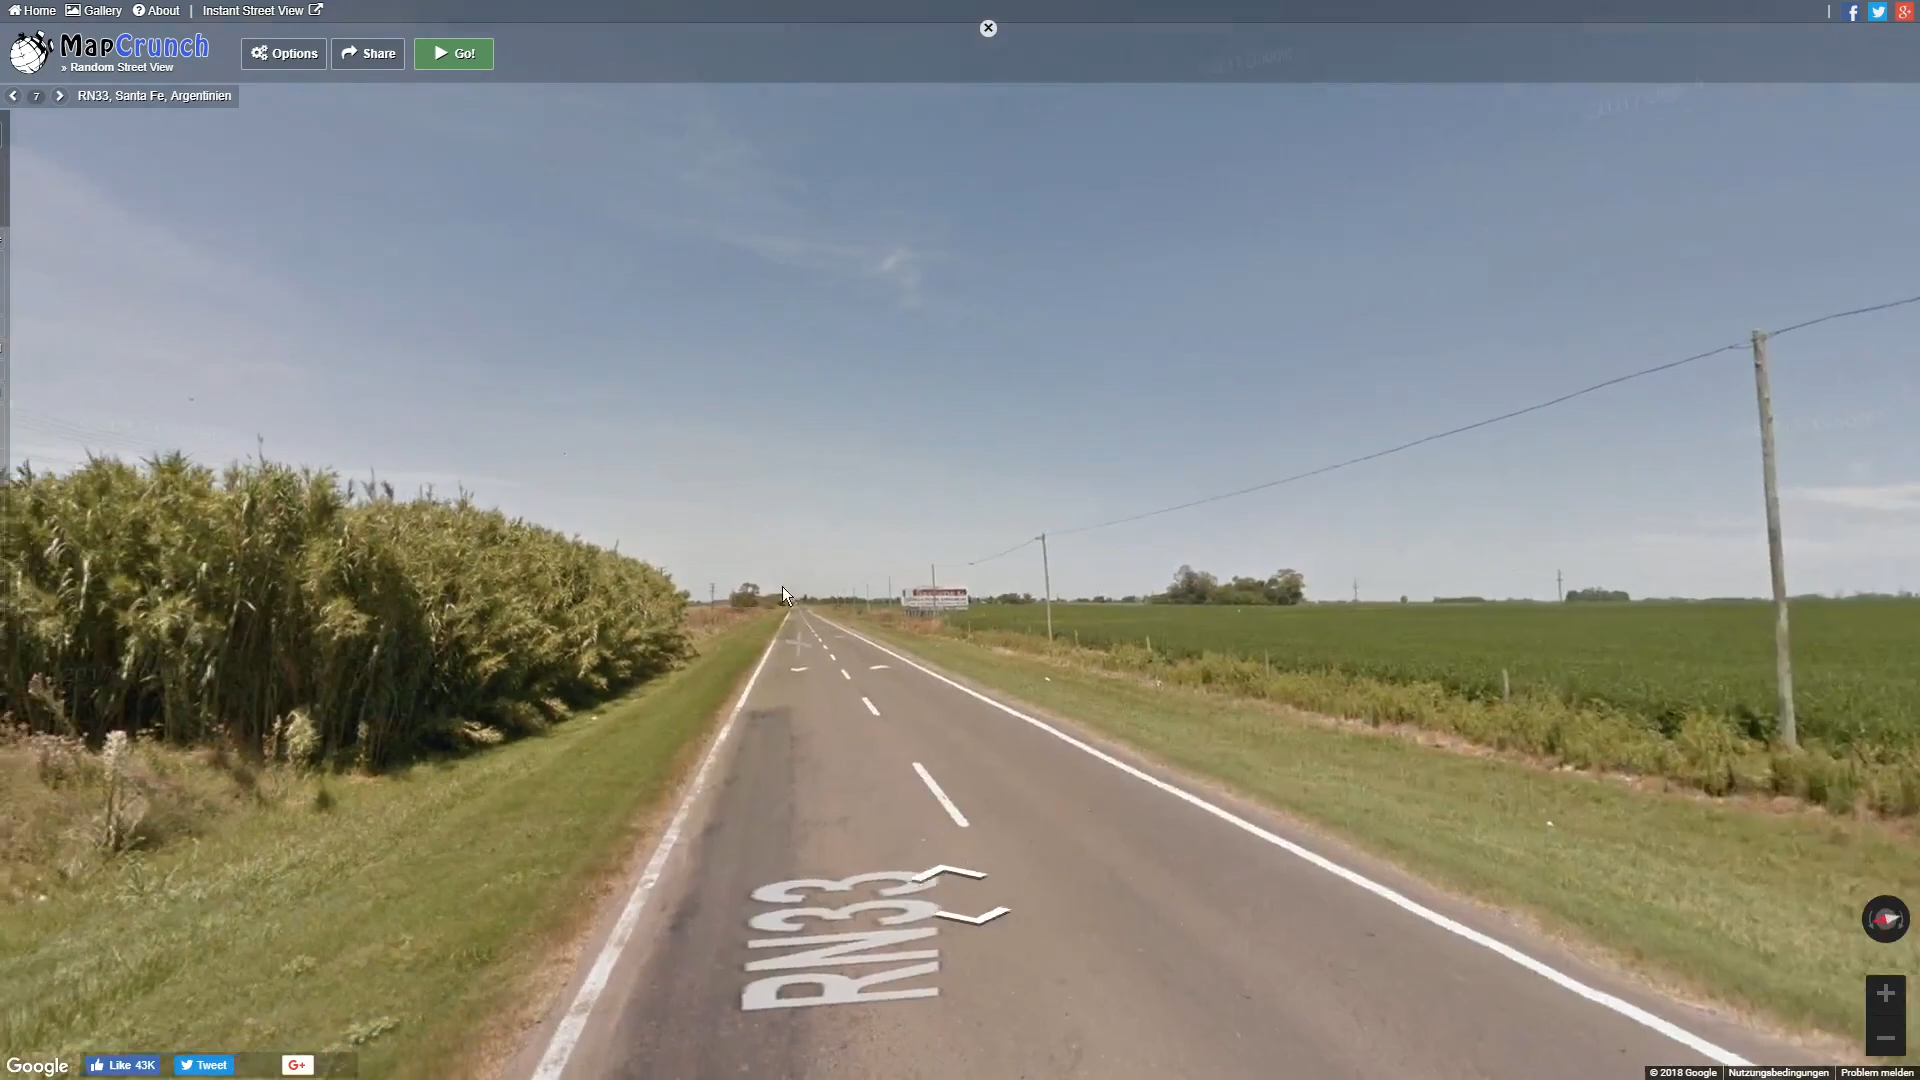 Home Gallery About | Instant Street View
MapCrunch
» Random Street View
Options Share Go!
7 RN33, Santa Fe, Argentinien
RN33
Google Like 43K Tweet G+
© 2018 Google Nutzungsbedingungen Problem melden